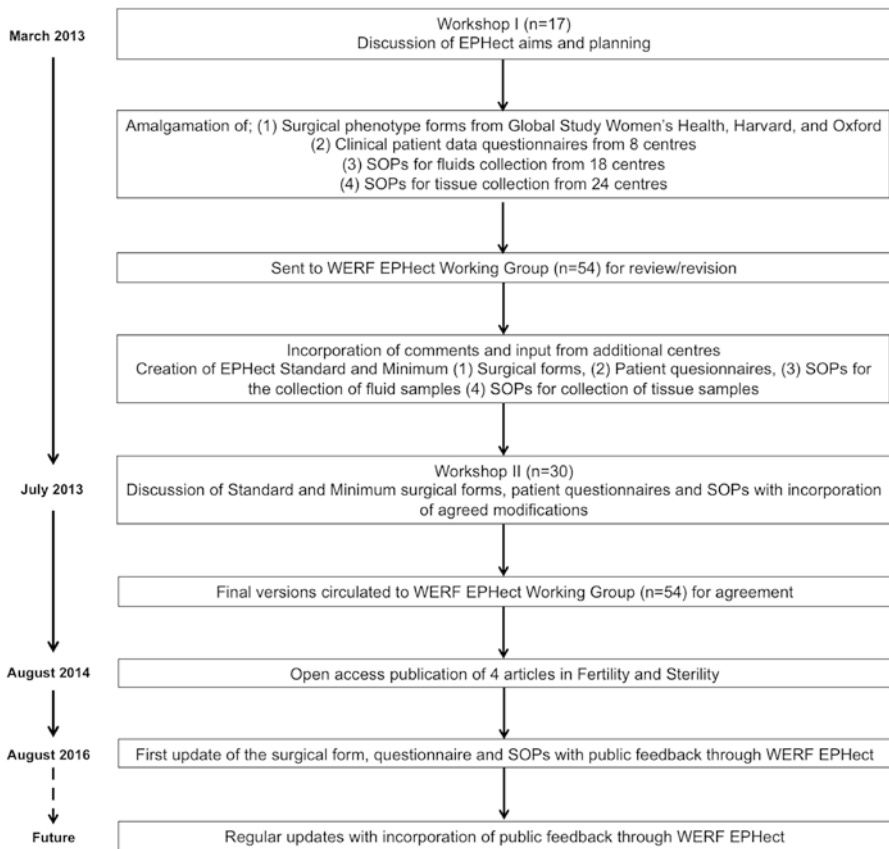 March 2013
Workshop I (n=17)
Discussion of EPHect aims and planning
Amalgamation of; (1) Surgical phenotype forms from Global Study Women's Health, Harvard, and Oxford
(2) Clinical patient data questionnaires from 8 centres
(3) SOPs for fluids collection from 18 centres
(4) SOPs for tissue collection from 24 centres
Sent to WERF EPHect Working Group (n=54) for review/revision
Incorporation of comments and input from additional centres
Creation of EPHect Standard and Minimum (1) Surgical forms, (2) Patient quesionnaires, (3) SOPs for
the collection of fluid samples (4) SOPs for collection of tissue samples
July 2013
Workshop II (n=30)
Discussion of Standard and Minimum surgical forms, patient questionnaires and SOPs with incorporation
of agreed modifications
Final versions circulated to WERF EPHect Working Group (n=54) for agreement
August 2014
Open access publication of 4 articles in Fertility and Sterility
August 2016
First update of the surgical form, questionnaire and SOPs with public feedback through WERF EPHect
Future
Regular updates with incorporation of public feedback through WERF EPHect